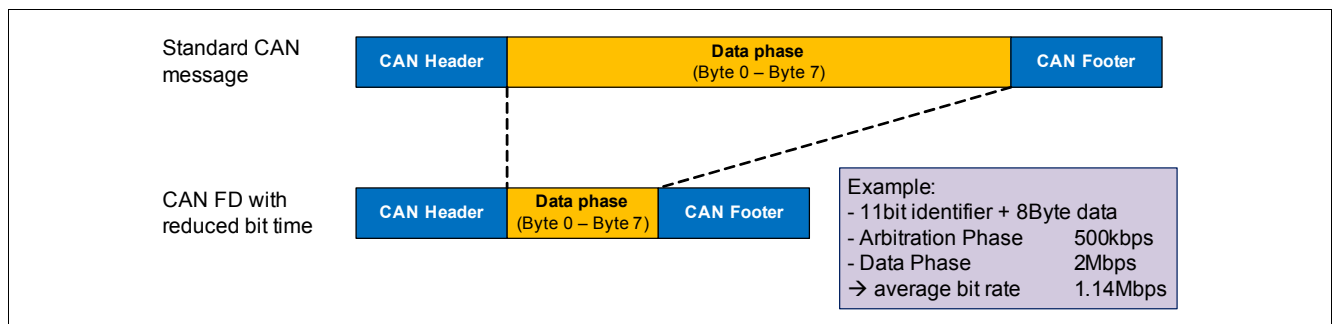 Standard CAN
message
CAN Header
Data phase
(Byte 0 – Byte 7)
CAN Footer
CAN FD with
reduced bit time
CAN Header
Data phase
(Byte 0 – Byte 7)
CAN Footer
Example:
- 11bit identifier + 8Byte data
- Arbitration Phase 500kbps
- Data Phase 2Mbps
→ average bit rate 1.14Mbps